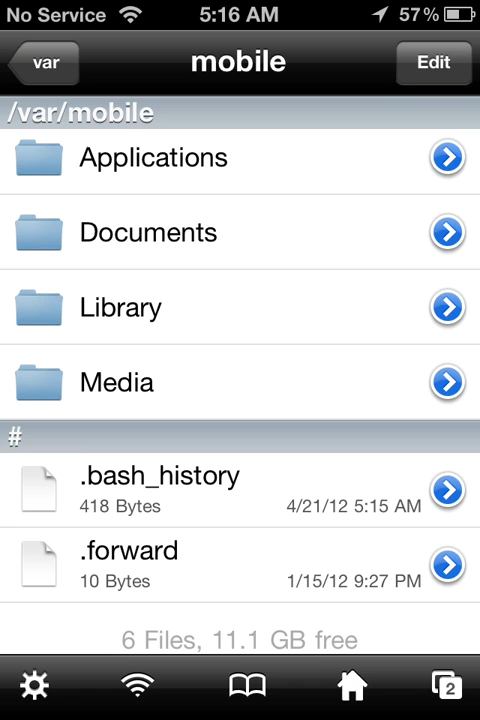 No Service 5:16 AM 57%
var mobile Edit
/var/mobile
Applications
Documents
Library
Media
#
.bash_history
418 Bytes 4/21/12 5:15 AM
.forward
10 Bytes 1/15/12 9:27 PM
6 Files, 11.1 GB free
2